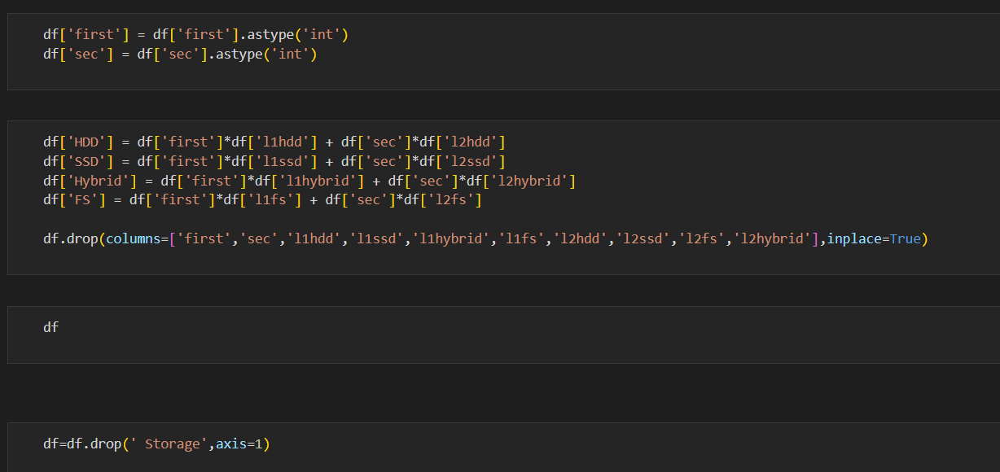 df['first'] = df['first'].astype('int')
df['sec'] = df['sec'].astype('int')
df['HDD'] = df['first']*df['l1hdd'] + df['sec']*df['l2hdd']
df['SSD'] = df['first']*df['l1ssd'] + df['sec']*df['l2ssd']
df['Hybrid'] = df['first']*df['l1hybrid'] + df['sec']*df['l2hybrid']
df['FS'] = df['first']*df['l1fs'] + df['sec']*df['l2fs']
df.drop(columns=['first','sec','l1hdd','l1ssd','l1hybrid','l1fs','l2hdd','l2ssd','l2fs','l2hybrid'],inplace=True)
df
df=df.drop(' Storage',axis=1)